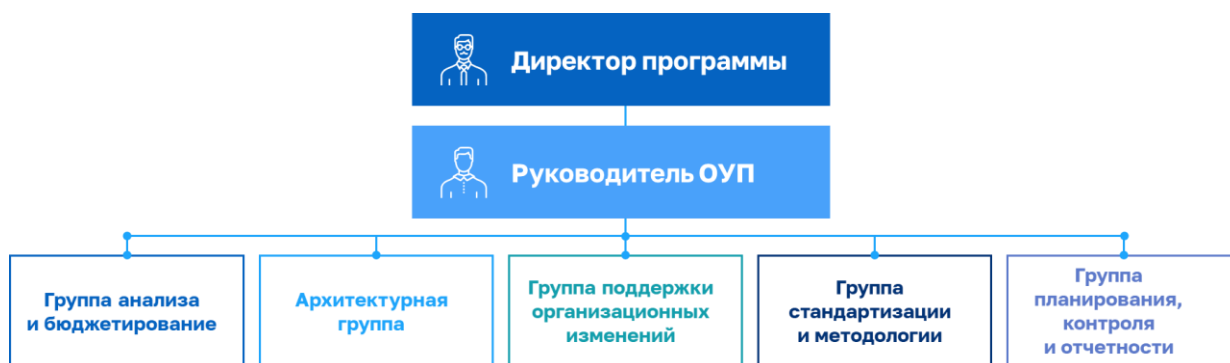 Директор программы
Руководитель ОУП
Группа анализа
и бюджетирование
Архитектурная
группа
Группа поддержки
организационных
изменений
Группа
стандартизации
и методологии
Группа
планирования,
контроля
и отчетности